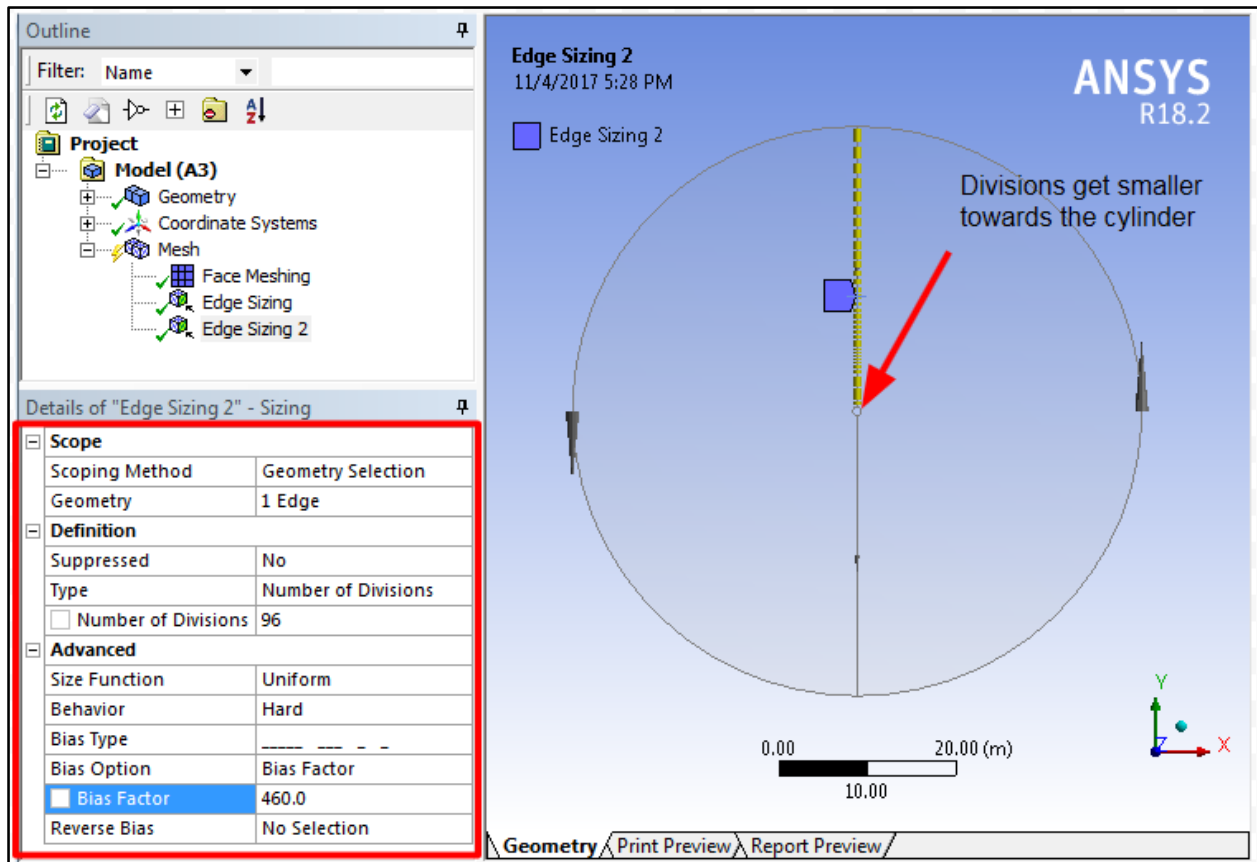 Outline
Filter: Name
Project
Model (A3)
Geometry
Coordinate Systems
Mesh
Face Meshing
Edge Sizing
Edge Sizing 2
Details of "Edge Sizing 2" - Sizing
Scope
Scoping Method Geometry Selection
Geometry 1 Edge
Definition
Suppressed No
Type Number of Divisions
Number of Divisions 96
Advanced
Size Function Uniform
Behavior Hard
Bias Type _____ ___ _ _
Bias Option Bias Factor
Bias Factor 460.0
Reverse Bias No Selection
Edge Sizing 2
11/4/2017 5:28 PM
Edge Sizing 2
ANSYS
R18.2
Divisions get smaller
towards the cylinder
0.00 20.00 (m)
10.00
Y
Z X
Geometry Print Preview Report Preview